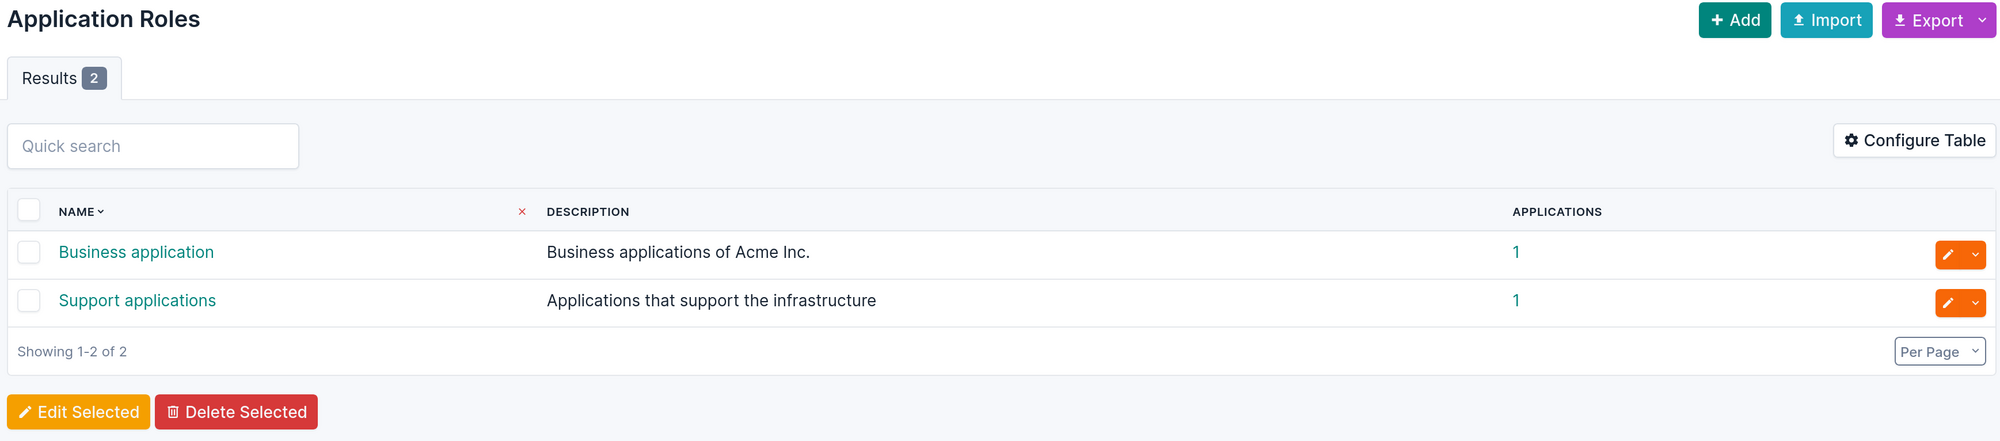 Application Roles
+ Add
Import
Export
Results 2
Quick search
Configure Table
NAME
DESCRIPTION
APPLICATIONS
Business application
Business applications of Acme Inc.
1
Support applications
Applications that support the infrastructure
1
Showing 1-2 of 2
Per Page
Edit Selected
Delete Selected